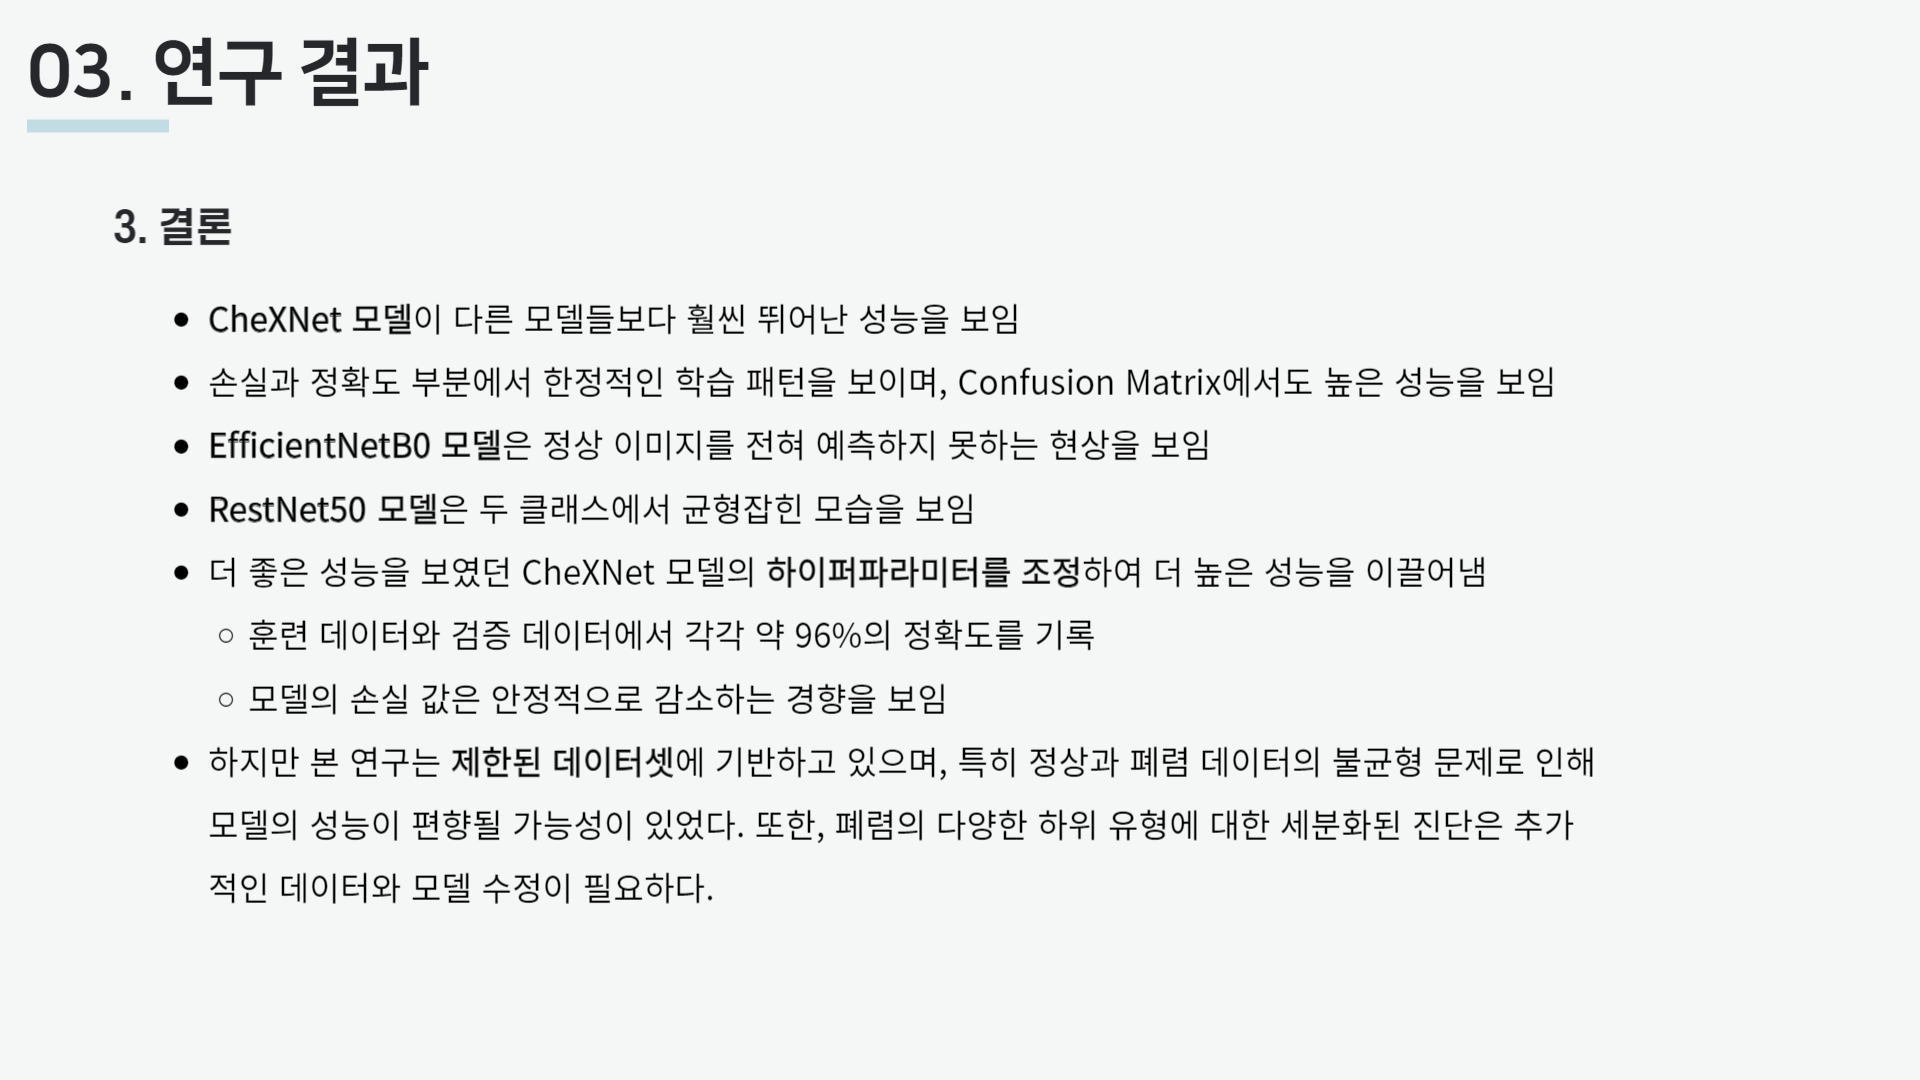 03. 연구 결과
3. 결론
● CheXNet 모델이 다른 모델들보다 훨씬 뛰어난 성능을 보임
● 손실과 정확도 부분에서 한정적인 학습 패턴을 보이며, Confusion Matrix에서도 높은 성능을 보임
● EfficientNetB0 모델은 정상 이미지를 전혀 예측하지 못하는 현상을 보임
● RestNet50 모델은 두 클래스에서 균형잡힌 모습을 보임
● 더 좋은 성능을 보였던 CheXNet 모델의 하이퍼파라미터를 조정하여 더 높은 성능을 이끌어냄
○ 훈련 데이터와 검증 데이터에서 각각 약 96%의 정확도를 기록
○ 모델의 손실 값은 안정적으로 감소하는 경향을 보임
● 하지만 본 연구는 제한된 데이터셋에 기반하고 있으며, 특히 정상과 폐렴 데이터의 불균형 문제로 인해
모델의 성능이 편향될 가능성이 있었다. 또한, 폐렴의 다양한 하위 유형에 대한 세분화된 진단은 추가
적인 데이터와 모델 수정이 필요하다.